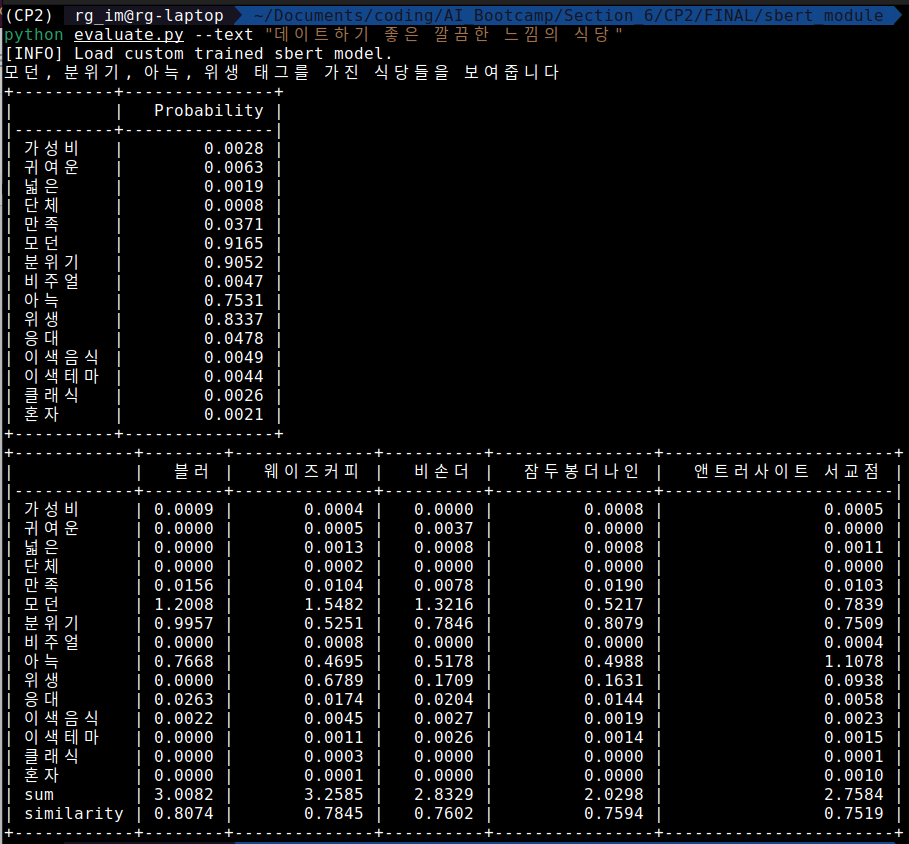 (CP2) rg_im@rg-laptop ~/Documents/coding/AI Bootcamp/Section 6/CP2/FINAL/sbert_module
python evaluate.py --text "데이트하기 좋은 깔끔한 느낌의 식당"
[INFO] Load custom trained sbert model.
모던, 분위기, 아늑, 위생 태그를 가진 식당들을 보여줍니다
+----------+---------------+
|          |   Probability |
|----------+---------------|
| 가성비 | 0.0028 |
| 귀여운 | 0.0063 |
| 넓은 | 0.0019 |
| 단체 | 0.0008 |
| 만족 | 0.0371 |
| 모던 | 0.9165 |
| 분위기 | 0.9052 |
| 비주얼 | 0.0047 |
| 아늑 | 0.7531 |
| 위생 | 0.8337 |
| 응대 | 0.0478 |
| 이색음식 | 0.0049 |
| 이색테마 | 0.0044 |
| 클래식 | 0.0026 |
| 혼자 | 0.0021 |
+----------+---------------+
+------------+--------+--------------+----------+---------------+-----------------------+
| | 블러 | 웨이즈커피 | 비손더 | 잠두봉더나인 | 앤트러사이트 서교점 |
|------------+--------+--------------+----------+---------------+-----------------------|
| 가성비 | 0.0009 | 0.0004 | 0.0000 | 0.0008 | 0.0005 |
| 귀여운 | 0.0000 | 0.0005 | 0.0037 | 0.0000 | 0.0000 |
| 넓은 | 0.0000 | 0.0013 | 0.0008 | 0.0008 | 0.0011 |
| 단체 | 0.0000 | 0.0002 | 0.0000 | 0.0000 | 0.0000 |
| 만족 | 0.0156 | 0.0104 | 0.0078 | 0.0190 | 0.0103 |
| 모던 | 1.2008 | 1.5482 | 1.3216 | 0.5217 | 0.7839 |
| 분위기 | 0.9957 | 0.5251 | 0.7846 | 0.8079 | 0.7509 |
| 비주얼 | 0.0000 | 0.0008 | 0.0000 | 0.0000 | 0.0004 |
| 아늑 | 0.7668 | 0.4695 | 0.5178 | 0.4988 | 1.1078 |
| 위생 | 0.0000 | 0.6789 | 0.1709 | 0.1631 | 0.0938 |
| 응대 | 0.0263 | 0.0174 | 0.0204 | 0.0144 | 0.0058 |
| 이색음식 | 0.0022 | 0.0045 | 0.0027 | 0.0019 | 0.0023 |
| 이색테마 | 0.0000 | 0.0011 | 0.0026 | 0.0014 | 0.0015 |
| 클래식 | 0.0000 | 0.0003 | 0.0000 | 0.0000 | 0.0001 |
| 혼자 | 0.0000 | 0.0001 | 0.0000 | 0.0000 | 0.0010 |
| sum | 3.0082 | 3.2585 | 2.8329 | 2.0298 | 2.7584 |
| similarity | 0.8074 | 0.7845 | 0.7602 | 0.7594 | 0.7519 |
+------------+--------+--------------+----------+---------------+-----------------------+